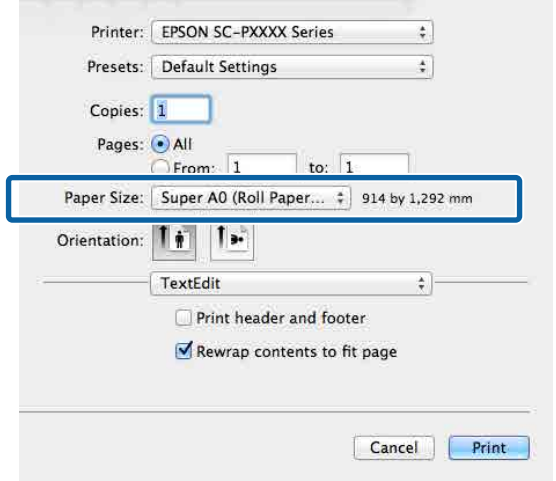 Printer: EPSON SC-PXXXX Series
Presets: Default Settings
Copies: 1
Pages: All
From: 1 to: 1
Paper Size: Super A0 (Roll Paper... 914 by 1,292 mm
Orientation:
TextEdit
Print header and footer
Rewrap contents to fit page
Cancel Print